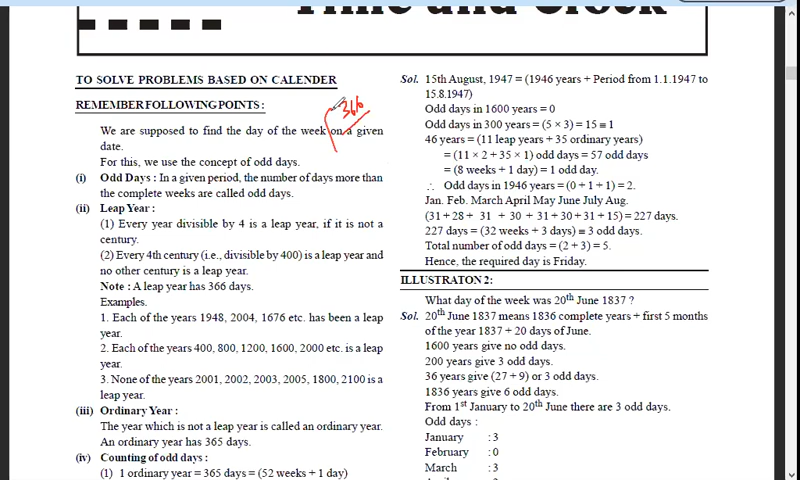 Time and Clock
TO SOLVE PROBLEMS BASED ON CALENDER
REMEMBER FOLLOWING POINTS :
366
We are supposed to find the day of the week on a given
date.
For this, we use the concept of odd days.
(i) Odd Days : In a given period, the number of days more than
the complete weeks are called odd days.
(ii) Leap Year :
(1) Every year divisible by 4 is a leap year, if it is not a
century.
(2) Every 4th century (i.e., divisible by 400) is a leap year and
no other century is a leap year.
Note : A leap year has 366 days.
Examples.
1. Each of the years 1948, 2004, 1676 etc. has been a leap
year.
2. Each of the years 400, 800, 1200, 1600, 2000 etc. is a leap
year.
3. None of the years 2001, 2002, 2003, 2005, 1800, 2100 is a
leap year.
(iii) Ordinary Year :
The year which is not a leap year is called an ordinary year.
An ordinary year has 365 days.
(iv) Counting of odd days :
(1) 1 ordinary year = 365 days = (52 weeks + 1 day)
Sol. 15th August, 1947 = (1946 years + Period from 1.1.1947 to
15.8.1947)
Odd days in 1600 years = 0
Odd days in 300 years = (5 × 3) = 15 ≡ 1
46 years = (11 leap years + 35 ordinary years)
= (11 × 2 + 35 × 1) odd days = 57 odd days
= (8 weeks + 1 day) = 1 odd day.
∴ Odd days in 1946 years = (0 + 1 + 1) = 2.
Jan. Feb. March April May June July Aug.
(31 + 28 + 31 + 30 + 31 + 30 + 31 + 15) = 227 days.
227 days = (32 weeks + 3 days) ≡ 3 odd days.
Total number of odd days = (2 + 3) = 5.
Hence, the required day is Friday.
ILLUSTRATON 2:
What day of the week was 20th June 1837 ?
Sol. 20th June 1837 means 1836 complete years + first 5 months
of the year 1837 + 20 days of June.
1600 years give no odd days.
200 years give 3 odd days.
36 years give (27 + 9) or 3 odd days.
1836 years give 6 odd days.
From 1st January to 20th June there are 3 odd days.
Odd days :
January : 3
February : 0
March : 3